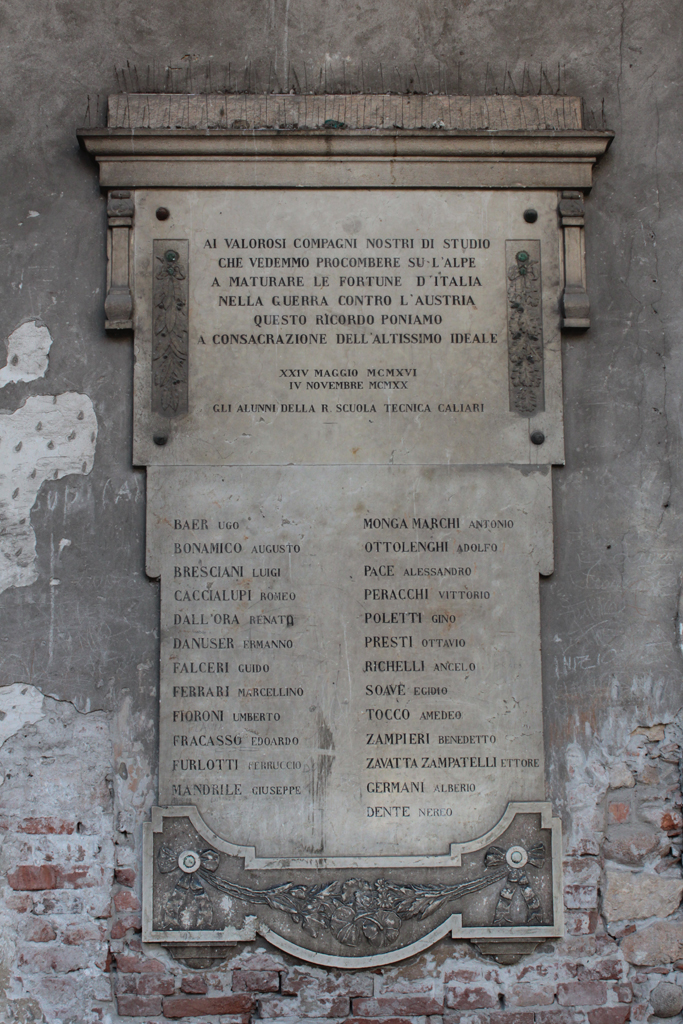 AI VALOROSI COMPAGNI NOSTRI DI STUDIO
CHE VEDEMMO PROCOMBERE SU L'ALPE
A MATURARE LE FORTUNE D'ITALIA
NELLA GUERRA CONTRO L'AUSTRIA
QUESTO RICORDO PONIAMO
A CONSACRAZIONE DELL'ALTISSIMO IDEALE
XXIV MAGGIO MCMXVI
IV NOVEMBRE MCMXX
GLI ALUNNI DELLA R. SCUOLA TECNICA CALIARI
BAER UGO
BONAMICO AUGUSTO
BRESCIANI LUIGI
CACCIALUPI ROMEO
DALL'ORA RENATO
DANUSER ERMANNO
FALCERI GUIDO
FERRARI MARCELLINO
FIORONI UMBERTO
FRACASSO EDOARDO
FURLOTTI FERRUCCIO
MANDRILE GIUSEPPE
MONGA MARCHI ANTONIO
OTTOLENGHI ADOLFO
PACE ALESSANDRO
PERACCHI VITTORIO
POLETTI GINO
PRESTI OTTAVIO
RICHELLI ANGELO
SOAVE EGIDIO
TOCCO AMEDEO
ZAMPIERI BENEDETTO
ZAVATTA ZAMPATELLI ETTORE
GERMANI ALBERIO
DENTE NEREO